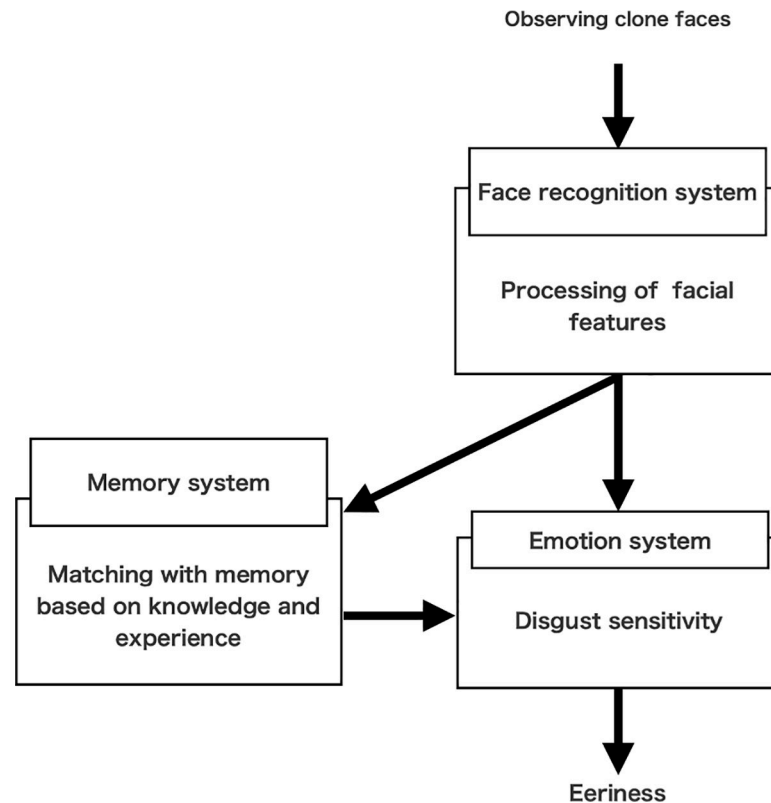 Observing clone faces
Face recognition system
Processing of facial
features
Memory system
Matching with memory
based on knowledge and
experience
Emotion system
Disgust sensitivity
Eeriness